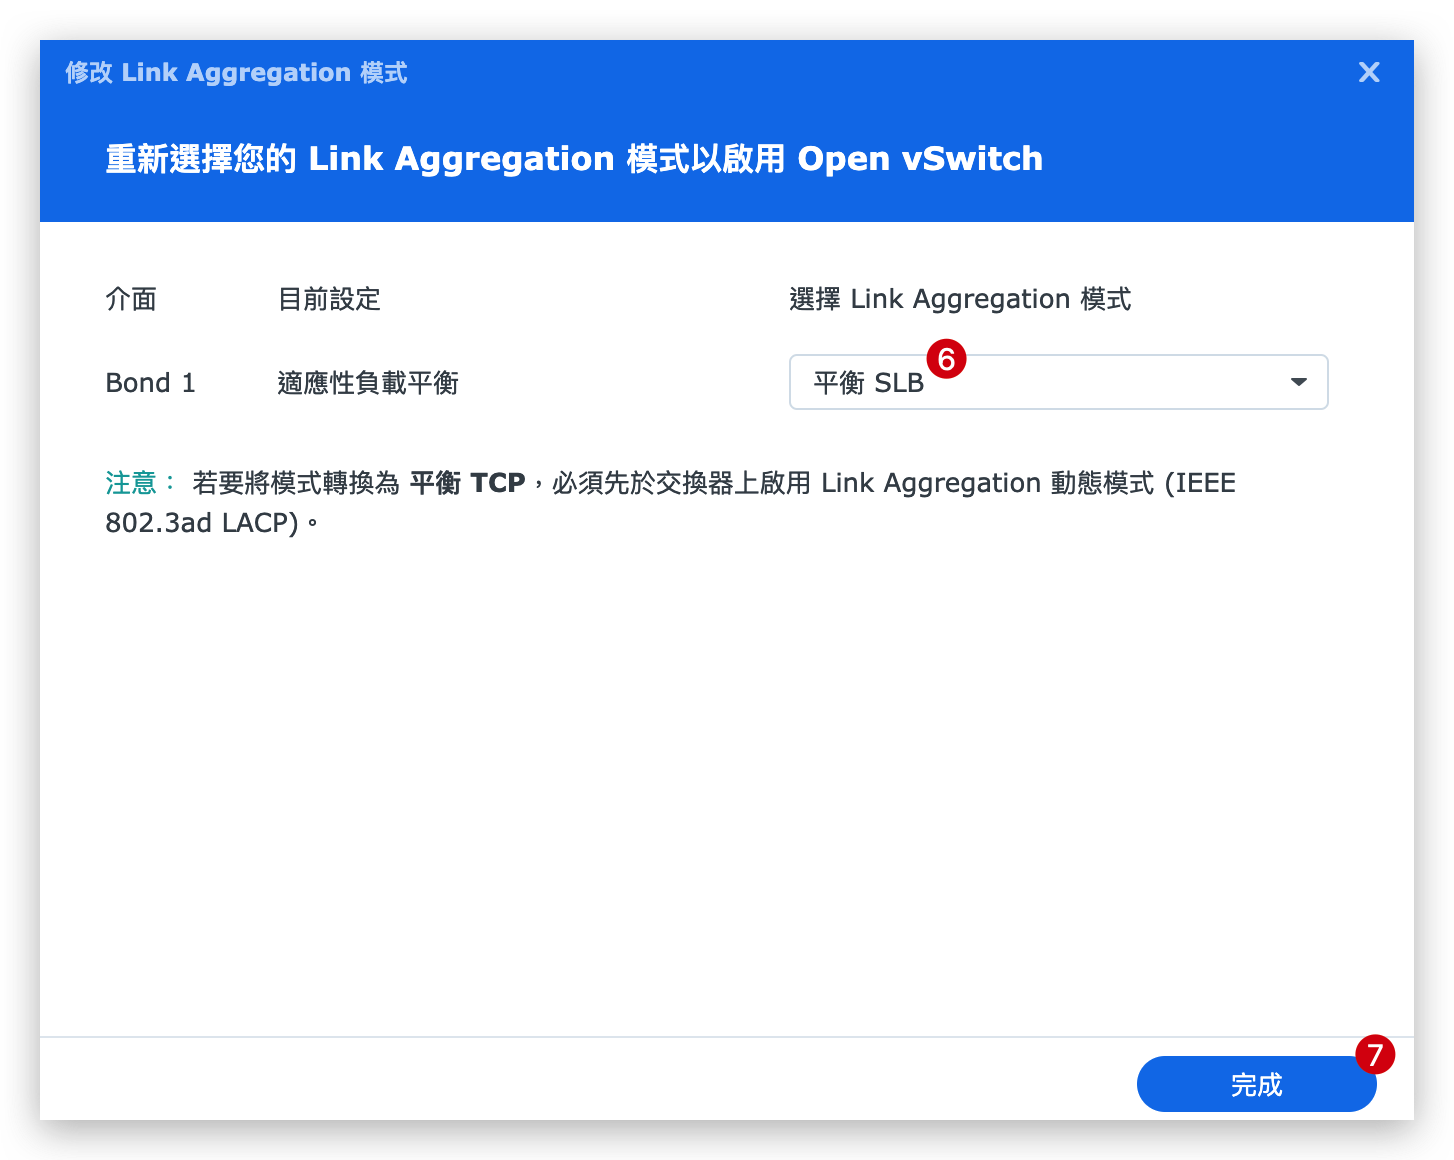 修改 Link Aggregation 模式
重新選擇您的 Link Aggregation 模式以啟用 Open vSwitch
介面 目前設定 選擇 Link Aggregation 模式
6
Bond 1 適應性負載平衡 平衡 SLB
注意： 若要將模式轉換為 平衡 TCP，必須先於交換器上啟用 Link Aggregation 動態模式 (IEEE
802.3ad LACP)。
7
完成